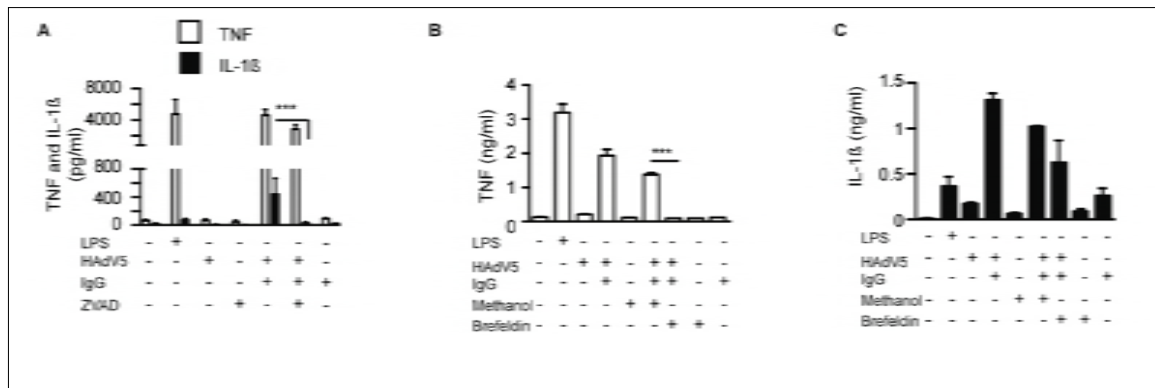 A
TNF
IL-1ß
TNF and IL-1ß
(pg/ml)
8000
4000
0
800
400
0
***
LPS - + - - - - -
HAdV5 - - + - + + -
IgG - - - - + + +
ZVAD - - - + - + -
B
TNF (ng/ml)
4
3
2
1
0
***
LPS - + - - - - - - -
HAdV5 - - + + - + + - -
IgG - - - + - + + - +
Methanol - - - - + + - - -
Brefeldin - - - - - - + + -
C
IL-1ß (ng/ml)
1.5
1
0.5
0
LPS - + - - - - - - -
HAdV5 - - + + - + + - -
IgG - - - + - + + - +
Methanol - - - - + + - - -
Brefeldin - - - - - - + + -